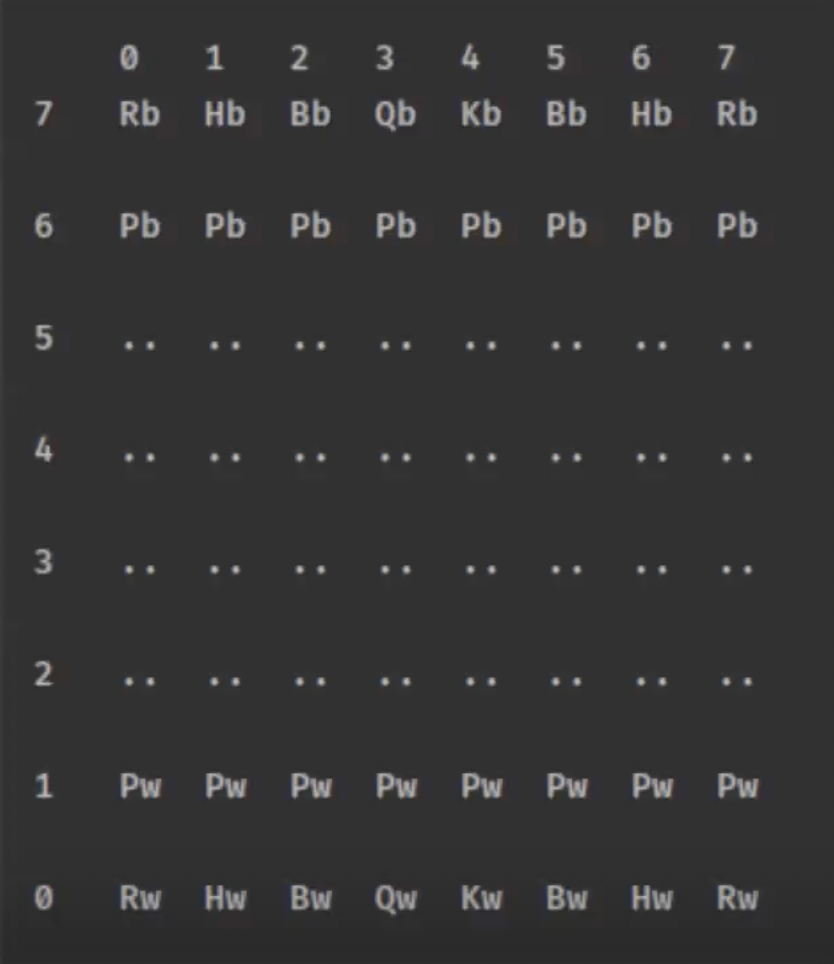 0 1 2 3 4 5 6 7
7 Rb Hb Bb Qb Kb Bb Hb Rb
6 Pb Pb Pb Pb Pb Pb Pb Pb
5 .. .. .. .. .. .. .. ..
4 .. .. .. .. .. .. .. ..
3 .. .. .. .. .. .. .. ..
2 .. .. .. .. .. .. .. ..
1 Pw Pw Pw Pw Pw Pw Pw Pw
0 Rw Hw Bw Qw Kw Bw Hw Rw